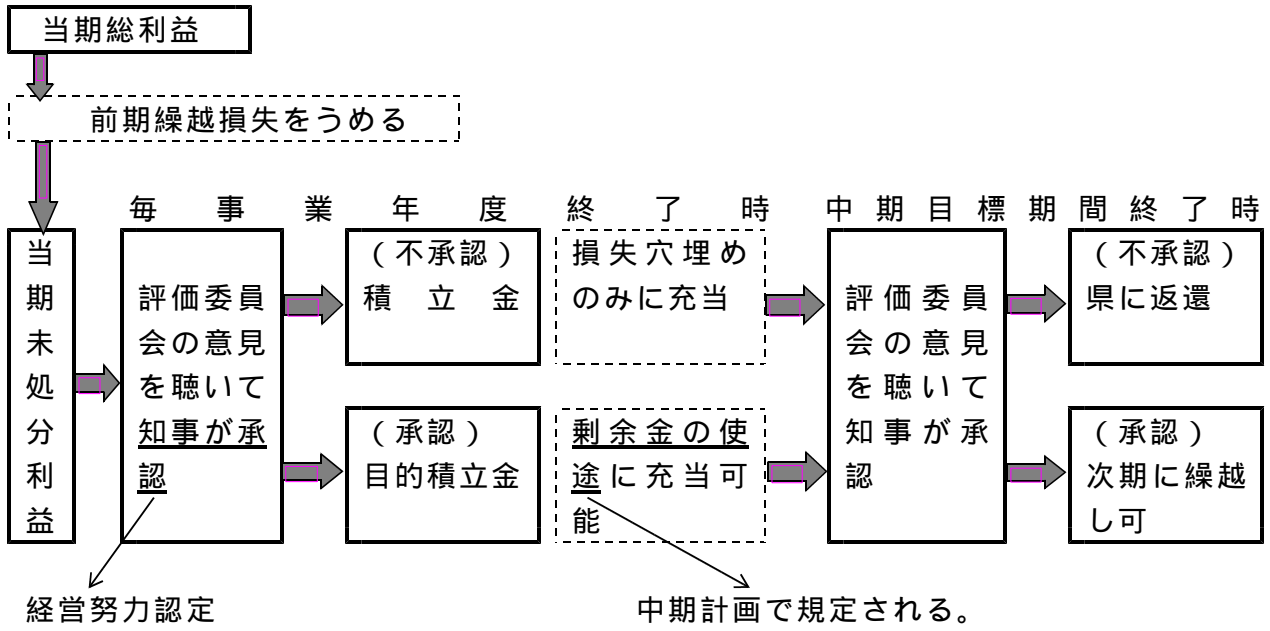 当期総利益
前期繰越損失をうめる
毎事業年度終了時
中期目標期間終了時
当
期
未
処
分
利
益
評価委員
会の意見
を聴いて
知事が承
認
(不承認)
積立金
(承認)
目的積立金
損失穴埋め
のみに充当
剰余金の使
途に充当可
能
評価委員
会の意見
を聴いて
知事が承
認
(不承認)
県に返還
(承認)
次期に繰越
し可
経営努力認定
中期計画で規定される。